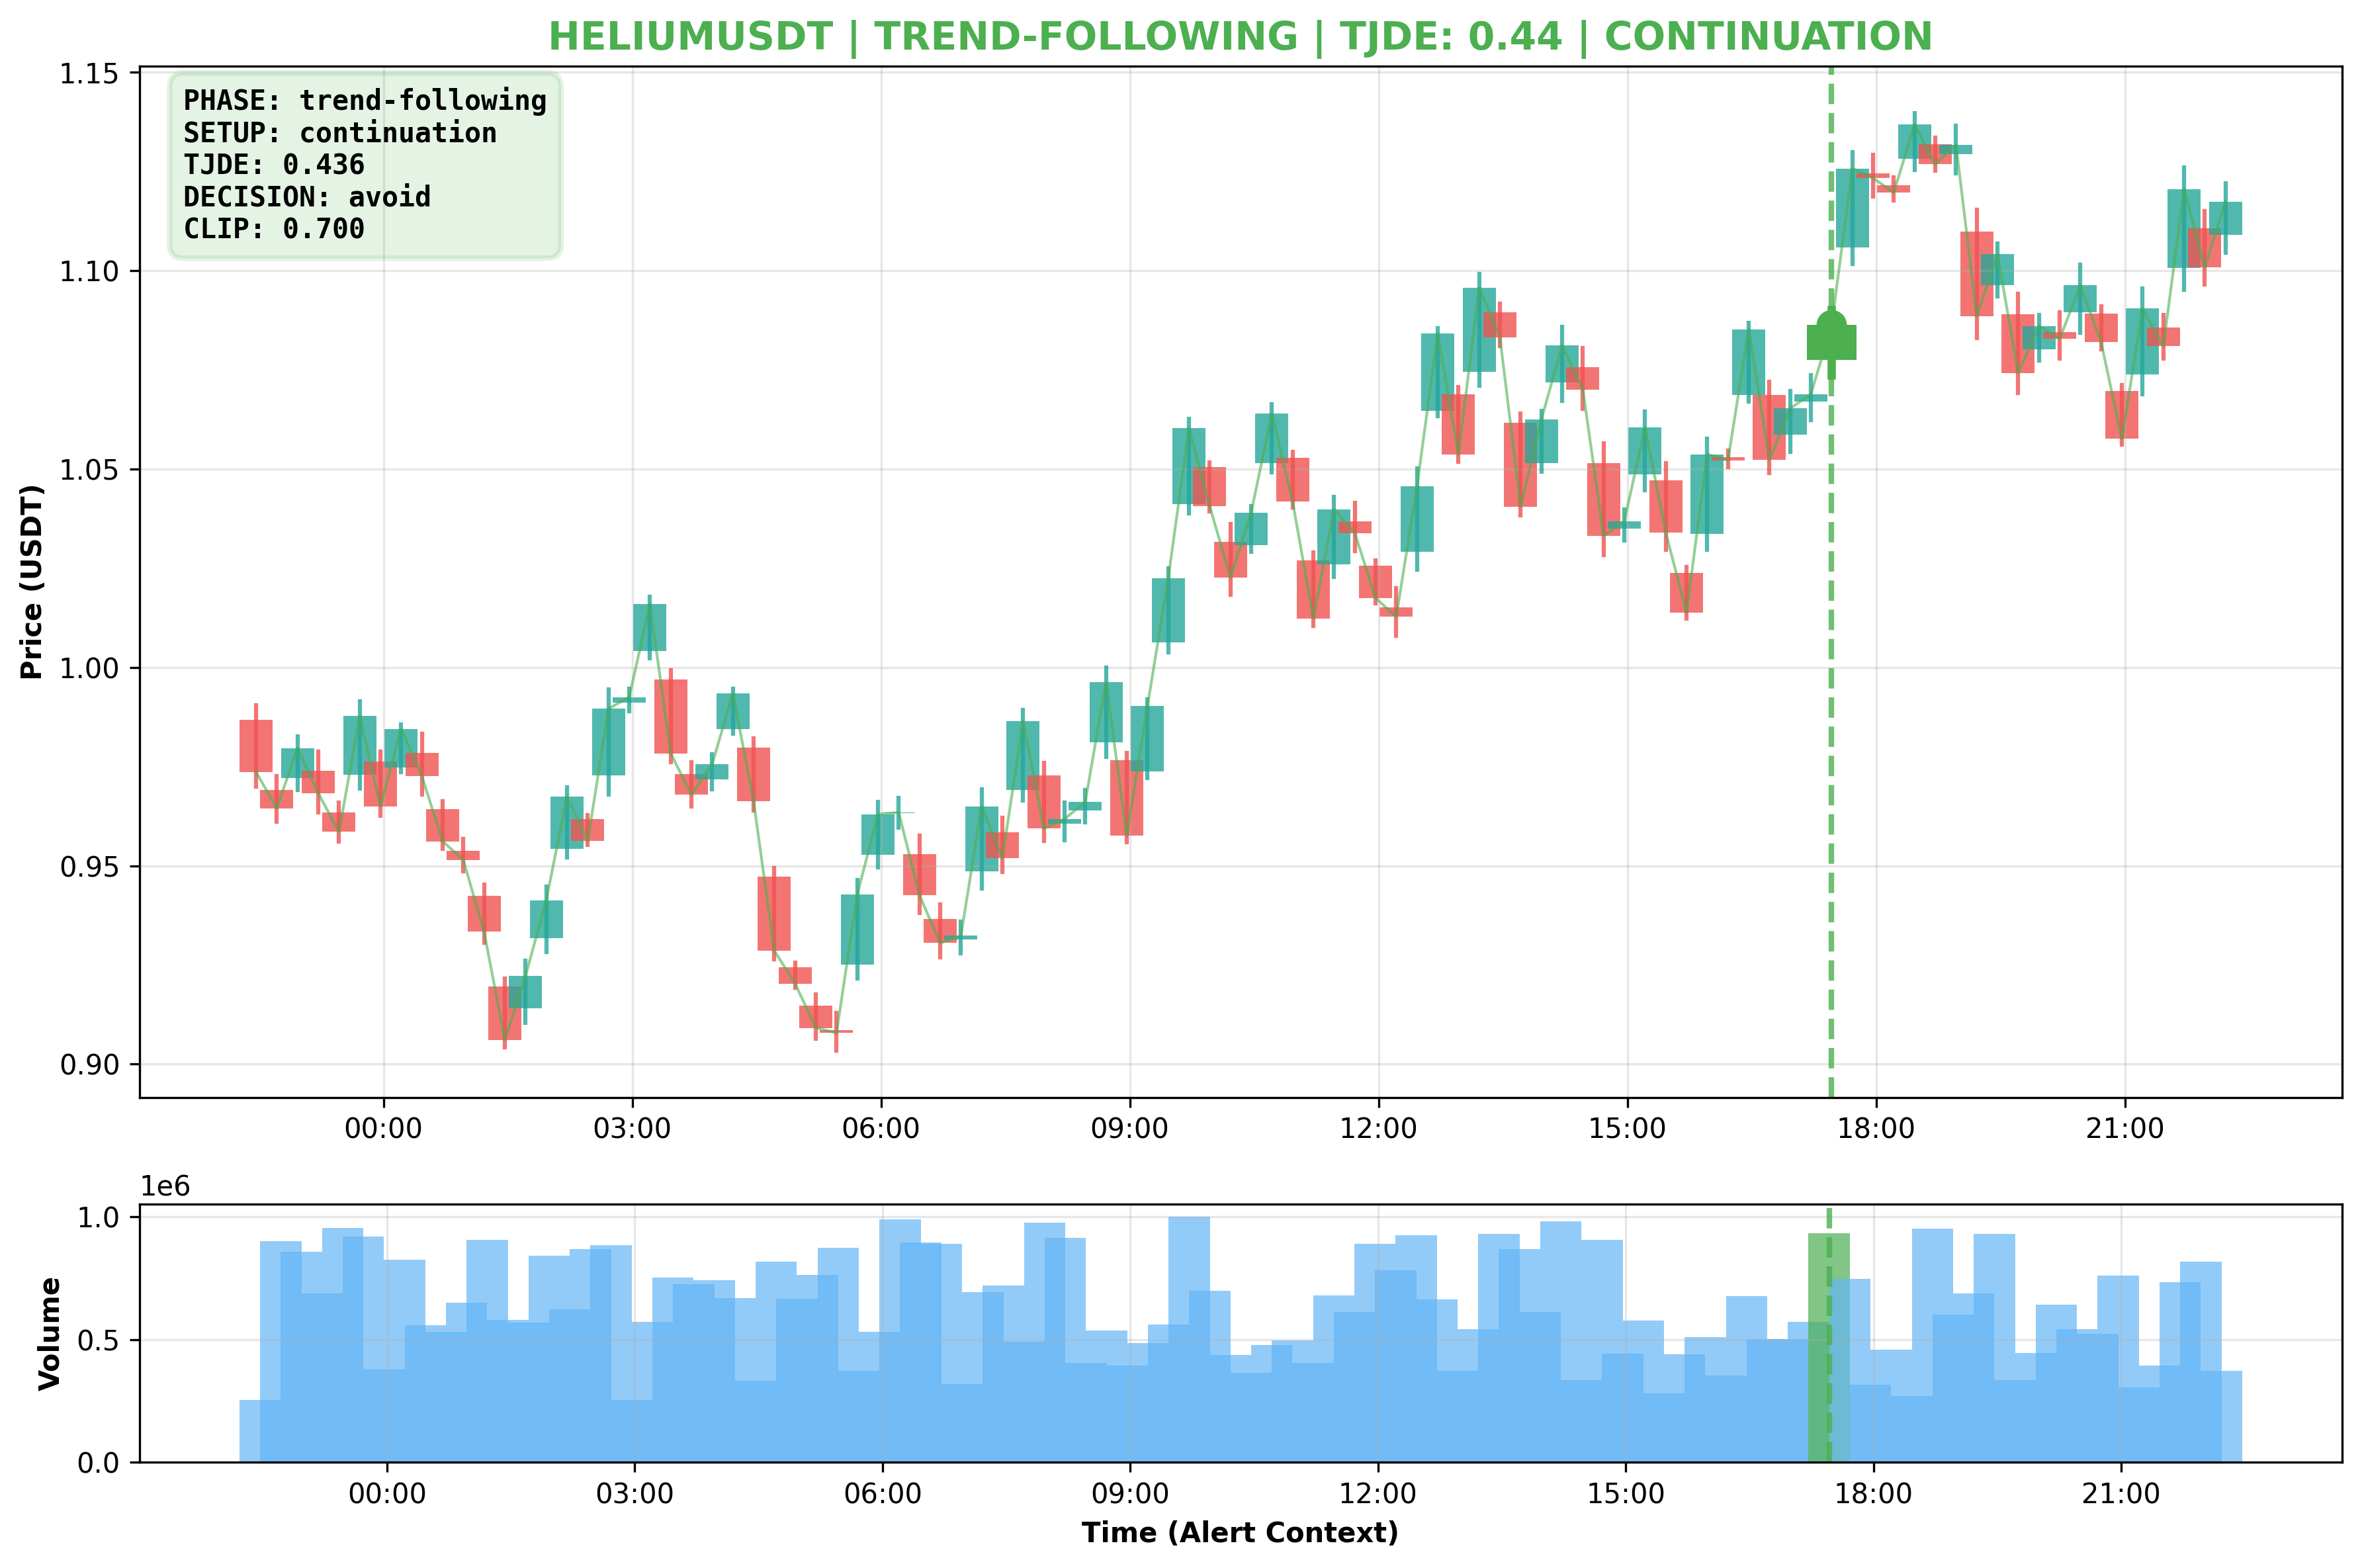 HELIUMUSDT | TREND-FOLLOWING | TJDE: 0.44 | CONTINUATION
PHASE: trend-following
SETUP: continuation
TJDE: 0.436
DECISION: avoid
CLIP: 0.700
Price (USDT)
1.15
1.10
1.05
1.00
0.95
0.90
00:00 03:00 06:00 09:00 12:00 15:00 18:00 21:00
1e6
Volume
1.0
0.5
0.0
00:00 03:00 06:00 09:00 12:00 15:00 18:00 21:00
Time (Alert Context)